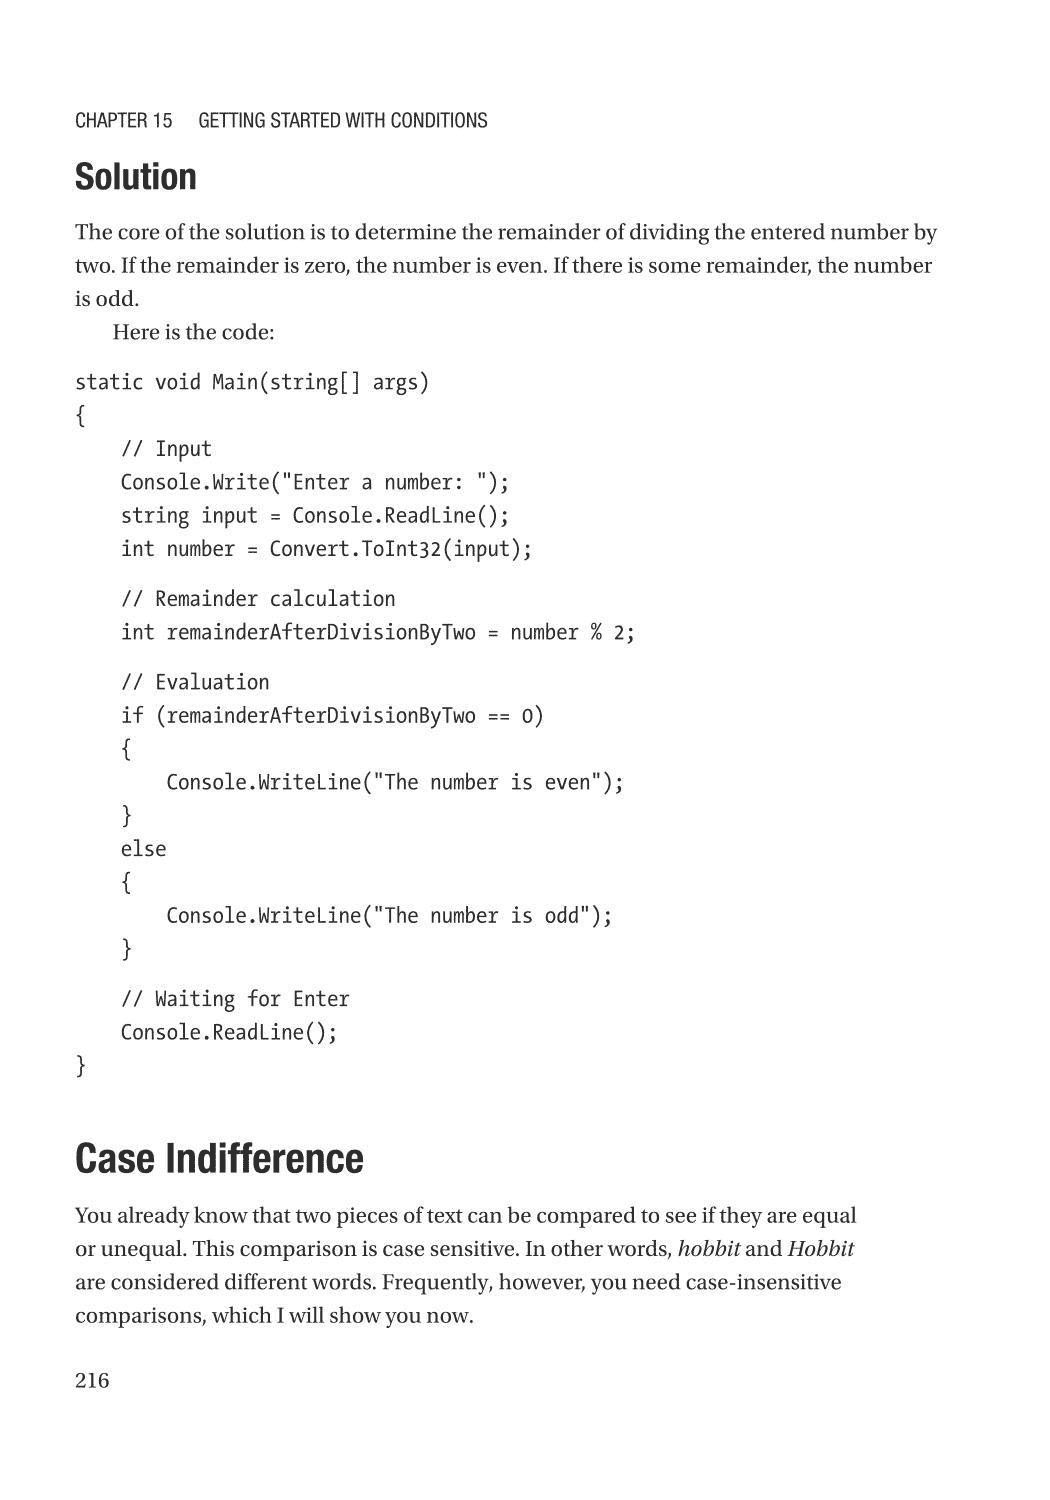 CHAPTER 15 GETTING STARTED WITH CONDITIONS
Solution
The core of the solution is to determine the remainder of dividing the entered number by
two. If the remainder is zero, the number is even. If there is some remainder, the number
is odd.
Here is the code:
static void Main(string[] args)
{
    // Input
    Console.Write("Enter a number: ");
    string input = Console.ReadLine();
    int number = Convert.ToInt32(input);
    // Remainder calculation
    int remainderAfterDivisionByTwo = number % 2;
    // Evaluation
    if (remainderAfterDivisionByTwo == 0)
    {
        Console.WriteLine("The number is even");
    }
    else
    {
        Console.WriteLine("The number is odd");
    }
    // Waiting for Enter
    Console.ReadLine();
}
Case Indifference
You already know that two pieces of text can be compared to see if they are equal
or unequal. This comparison is case sensitive. In other words, hobbit and Hobbit
are considered different words. Frequently, however, you need case-insensitive
comparisons, which I will show you now.
216